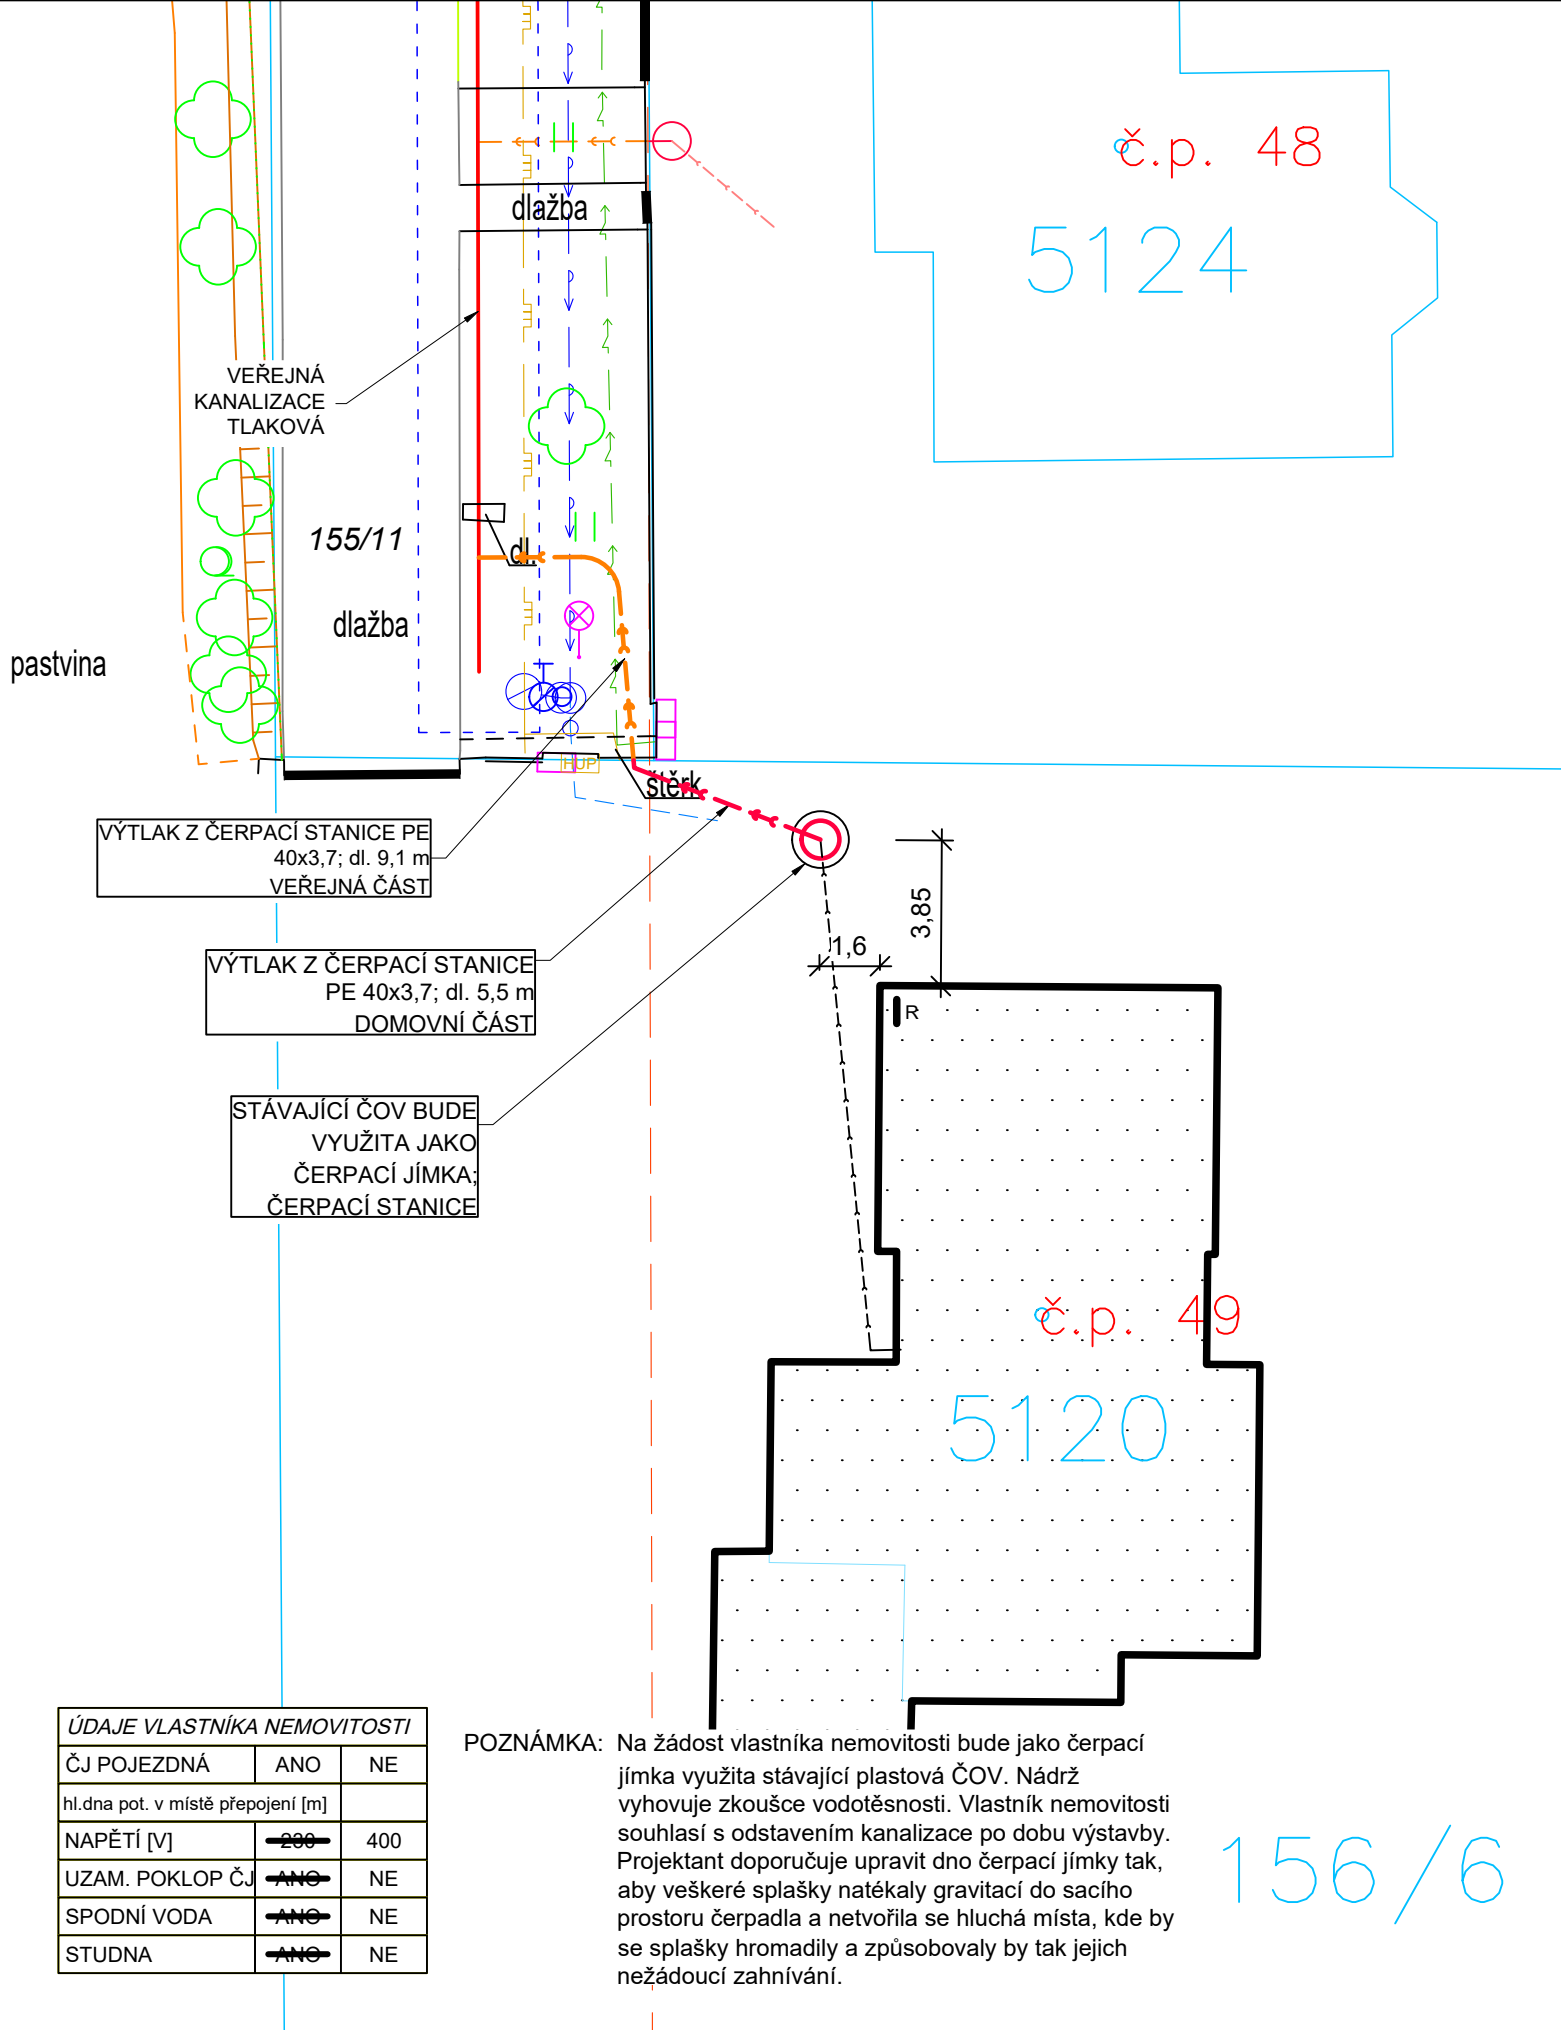 č.p. 48
dlažba
5124
VEŘEJNÁ
KANALIZACE
TLAKOVÁ
155/11
dl.
dlažba
pastvina
HUP
štěrk
VÝTLAK Z ČERPACÍ STANICE PE
40x3,7; dl. 9,1 m
VEŘEJNÁ ČÁST
3,85
1,6
VÝTLAK Z ČERPACÍ STANICE
PE 40x3,7; dl. 5,5 m
DOMOVNÍ ČÁST
R
STÁVAJÍCÍ ČOV BUDE
VYUŽITA JAKO
ČERPACÍ JÍMKA;
ČERPACÍ STANICE
č.p. 49
5120
ÚDAJE VLASTNÍKA NEMOVITOSTI
ČJ POJEZDNÁ ANO NE
hl.dna pot. v místě přepojení [m]
NAPĚTÍ [V] 230 400
UZAM. POKLOP ČJ ANO NE
SPODNÍ VODA ANO NE
STUDNA ANO NE
POZNÁMKA: Na žádost vlastníka nemovitosti bude jako čerpací
jímka využita stávající plastová ČOV. Nádrž
vyhovuje zkoušce vodotěsnosti. Vlastník nemovitosti
souhlasí s odstavením kanalizace po dobu výstavby.
Projektant doporučuje upravit dno čerpací jímky tak,
aby veškeré splašky natékaly gravitací do sacího
prostoru čerpadla a netvořila se hluchá místa, kde by
se splašky hromadily a způsobovaly by tak jejich
nežádoucí zahnívání.
156/6